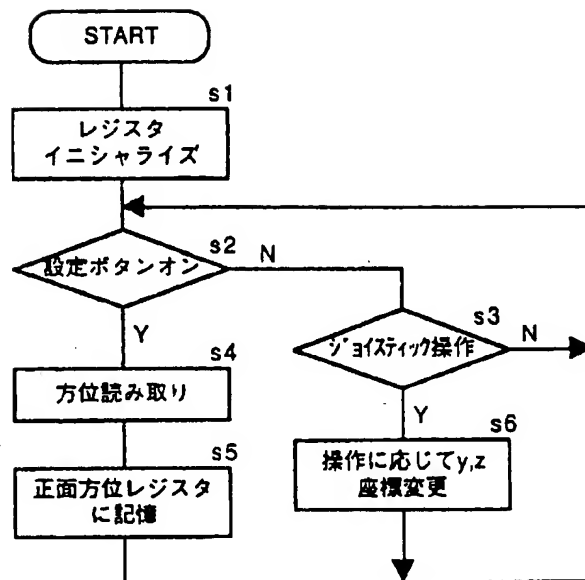 START
s1
レジスタ
イニシャライズ
s2
設定ボタンオン
N
Y
s3
ジョイスティック操作
N
Y
s4
方位読み取り
s5
正面方位レジスタ
に記憶
s6
操作に応じてy,z
座標変更